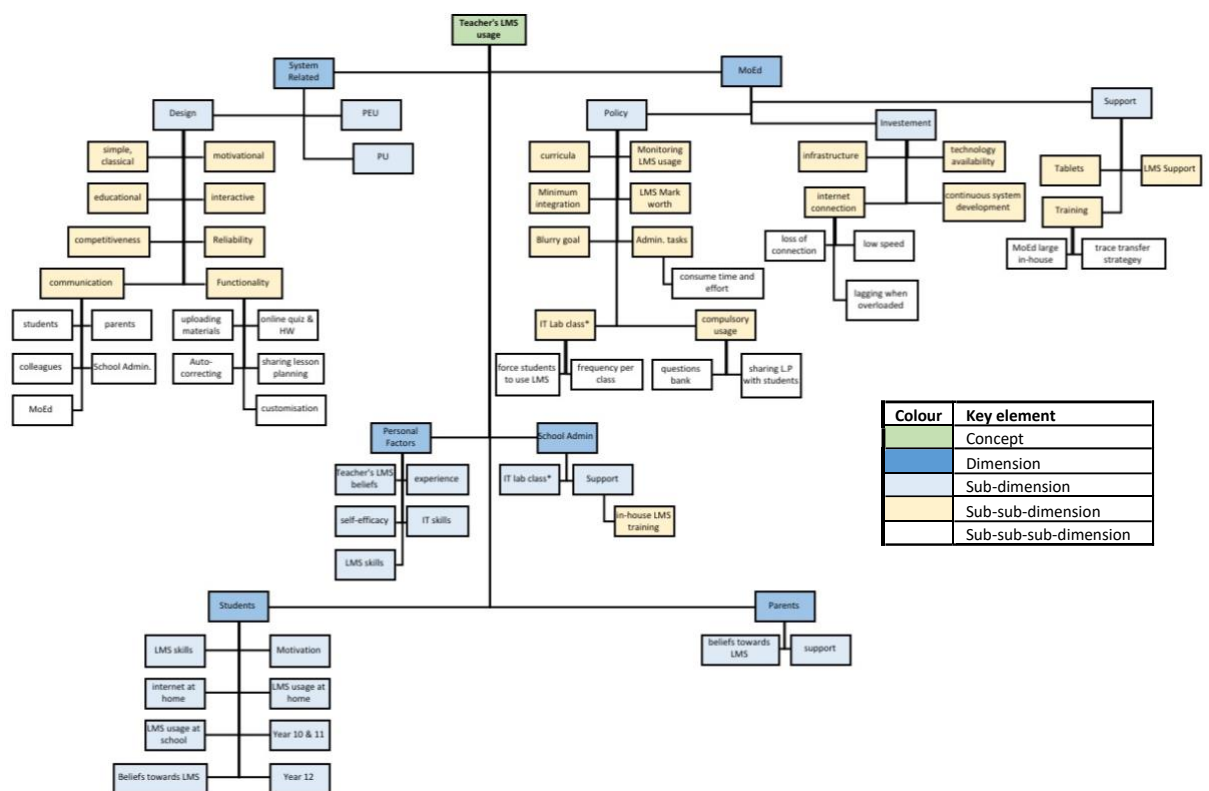 Teacher's LMS
usage
System
Related
MoEd
Design
PEU
PU
Policy
Investement
Support
simple,
classical
motivational
educational
interactive
competitiveness
Reliability
communication
Functionality
students
parents
colleagues
School Admin.
MoEd
uploading
materials
online quiz &
HW
Auto-
correcting
sharing lesson
planning
customisation
curricula
Monitoring
LMS usage
Minimum
integration
LMS Mark
worth
Blurry goal
Admin. tasks
consume time and
effort
IT Lab class*
compulsory
usage
force students
to use LMS
frequency per
class
questions
bank
sharing L.P
with students
infrastructure
technology
availability
internet
connection
continuous system
development
loss of
connection
low speed
lagging when
overloaded
Tablets
LMS Support
Training
MoEd large
in-house
trace transfer
strategey
Personal
Factors
School Admin
Teacher's LMS
beliefs
experience
self-efficacy
IT skills
LMS skills
IT lab class*
Support
in-house LMS
training
Colour Key element
Concept
Dimension
Sub-dimension
Sub-sub-dimension
Sub-sub-sub-dimension
Students
Parents
LMS skills
Motivation
internet at
home
LMS usage at
home
LMS usage at
school
Year 10 & 11
Beliefs towards LMS
Year 12
beliefs towards
LMS
support